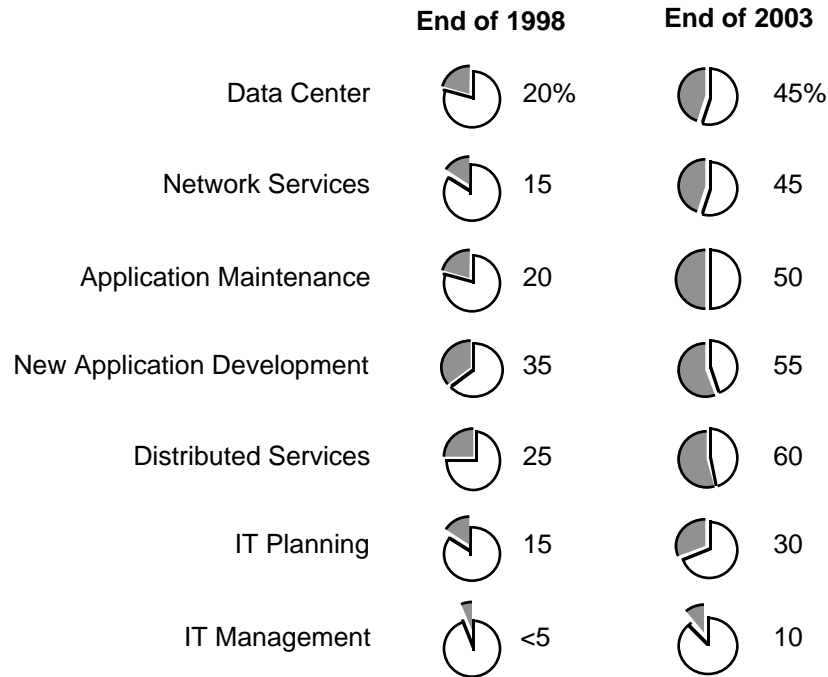 End of 1998 End of 2003
Data Center 20% 45%
Network Services 15 45
Application Maintenance 20 50
New Application Development 35 55
Distributed Services 25 60
IT Planning 15 30
IT Management <5 10